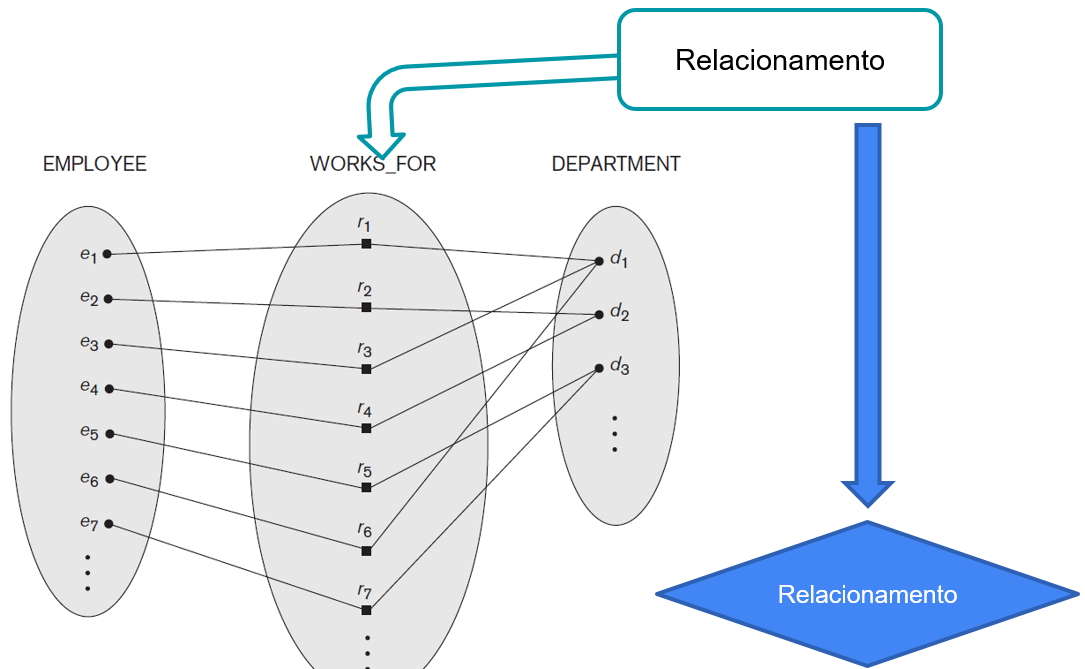 Relacionamento
EMPLOYEE
WORKS_FOR
DEPARTMENT
e1
e2
e3
e4
e5
e6
e7
r1
r2
r3
r4
r5
r6
r7
d1
d2
d3
Relacionamento